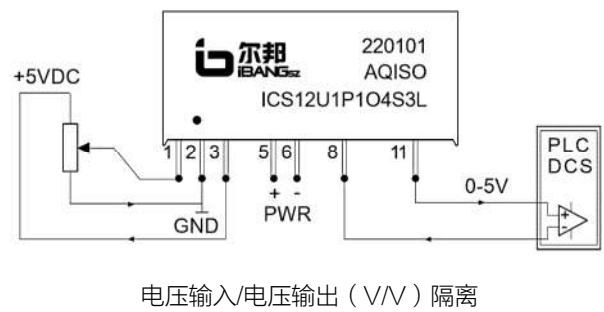 尔邦
iBANGsz
220101
AQISO
ICS12U1P1O4S3L
+5VDC
1 2 3 5 6 8 11
+ -
PWR
GND
0-5V
PLC
DCS
+
-
电压输入/电压输出（V/V）隔离